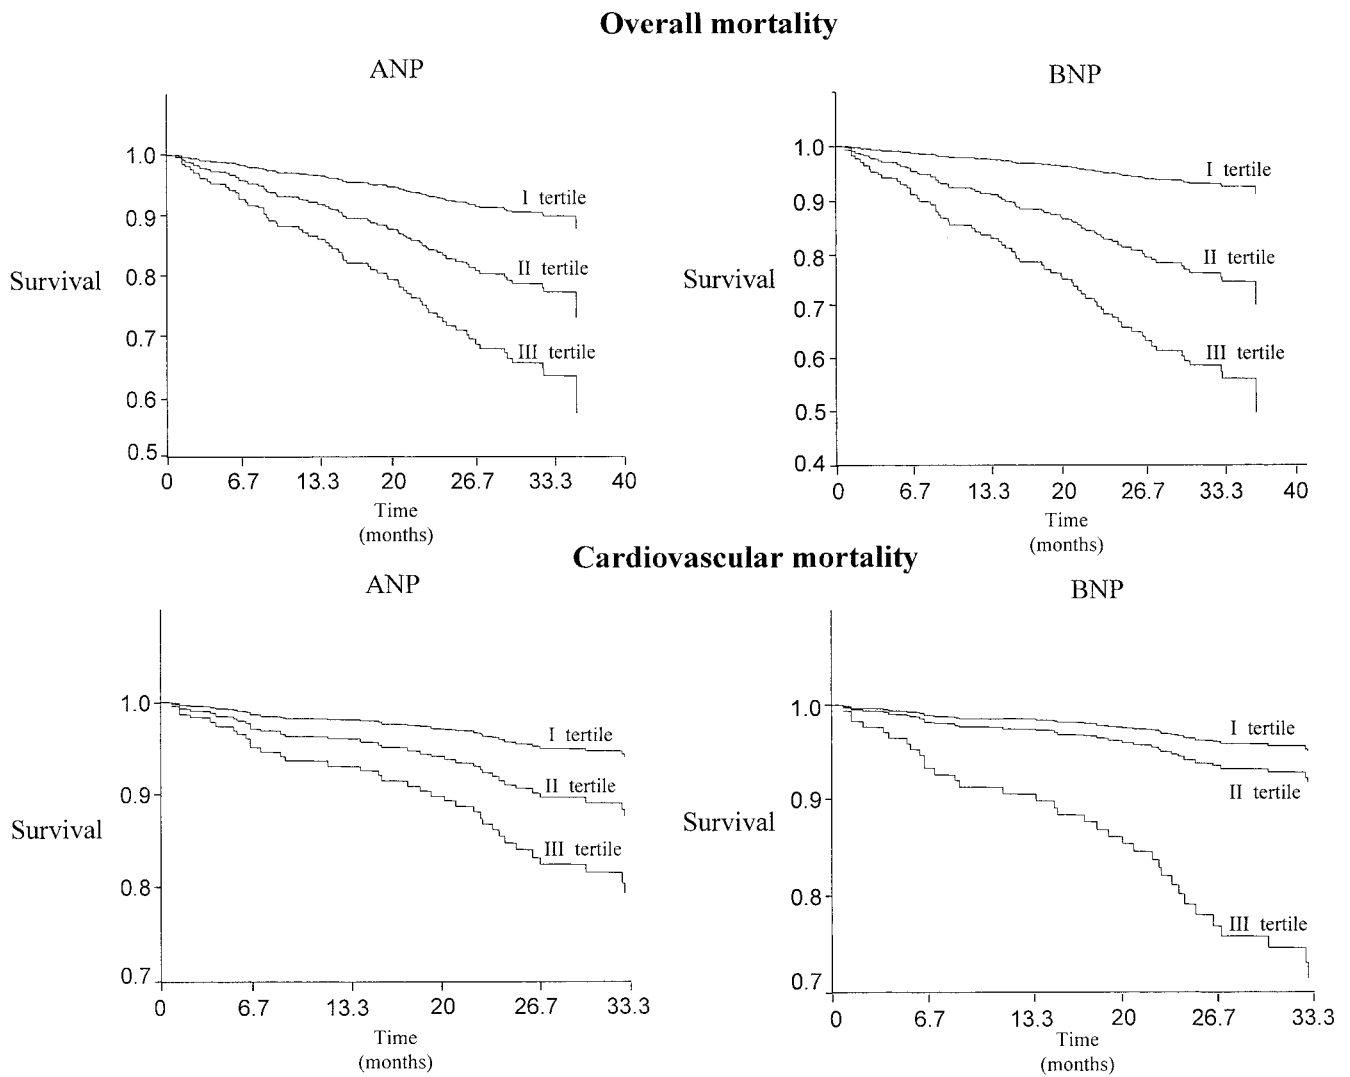 Overall mortality
ANP
BNP
1.0
0.9
0.8
0.7
0.6
0.5
Survival
I tertile
II tertile
III tertile
0
6.7
13.3
20
26.7
33.3
40
Time
(months)
1.0
0.9
0.8
0.7
0.6
0.5
0.4
Survival
I tertile
II tertile
III tertile
0
6.7
13.3
20
26.7
33.3
40
Time
(months)
Cardiovascular mortality
ANP
BNP
1.0
0.9
0.8
0.7
Survival
I tertile
II tertile
III tertile
0
6.7
13.3
20
26.7
33.3
Time
(months)
1.0
0.9
0.8
0.7
Survival
I tertile
II tertile
III tertile
0
6.7
13.3
20
26.7
33.3
Time
(months)